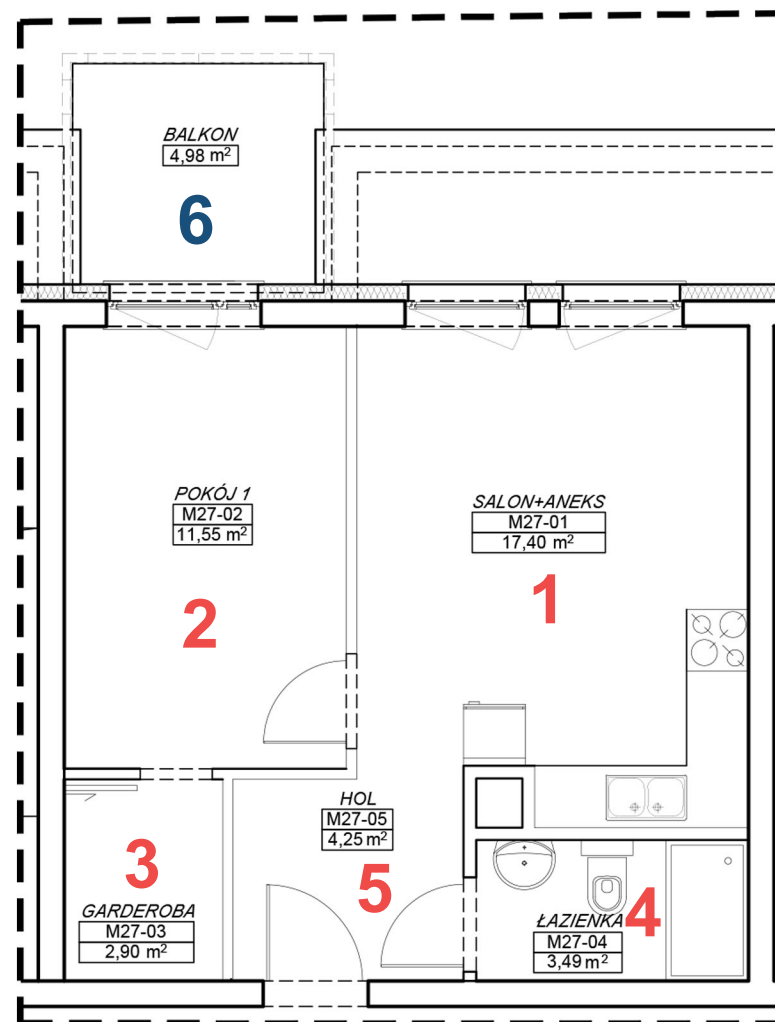 BALKON
4,98 m²
6
POKÓJ 1
M27-02
11,55 m²
2
SALON+ANEKS
M27-01
17,40 m²
1
HOL
M27-05
4,25 m²
5
3
GARDEROBA
M27-03
2,90 m²
4
ŁAZIENKA
M27-04
3,49 m²